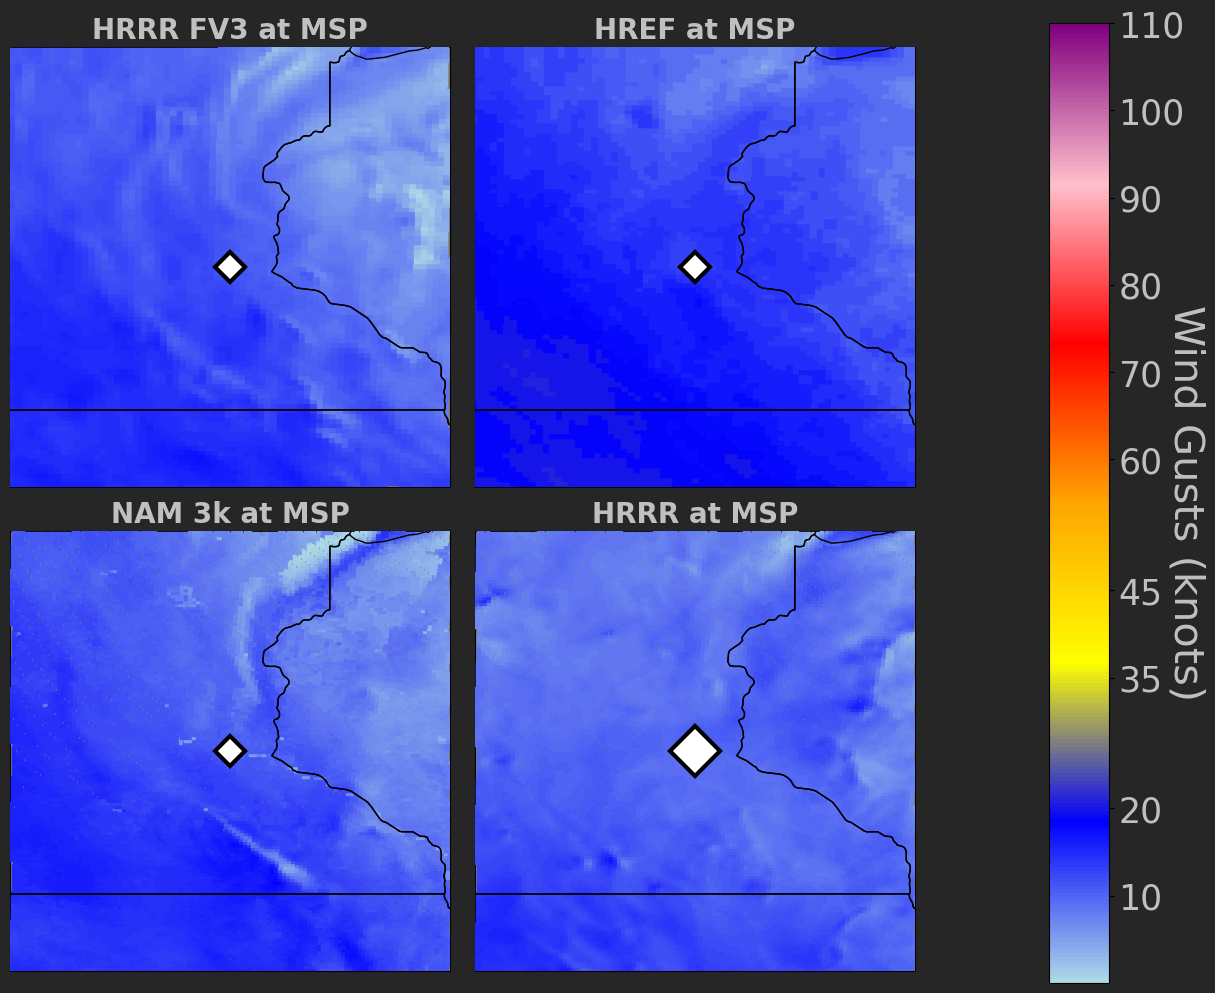 HRRR FV3 at MSP
HREF at MSP
NAM 3k at MSP
HRRR at MSP
110
100
90
80
70
60
45
35
20
10
Wind Gusts (knots)